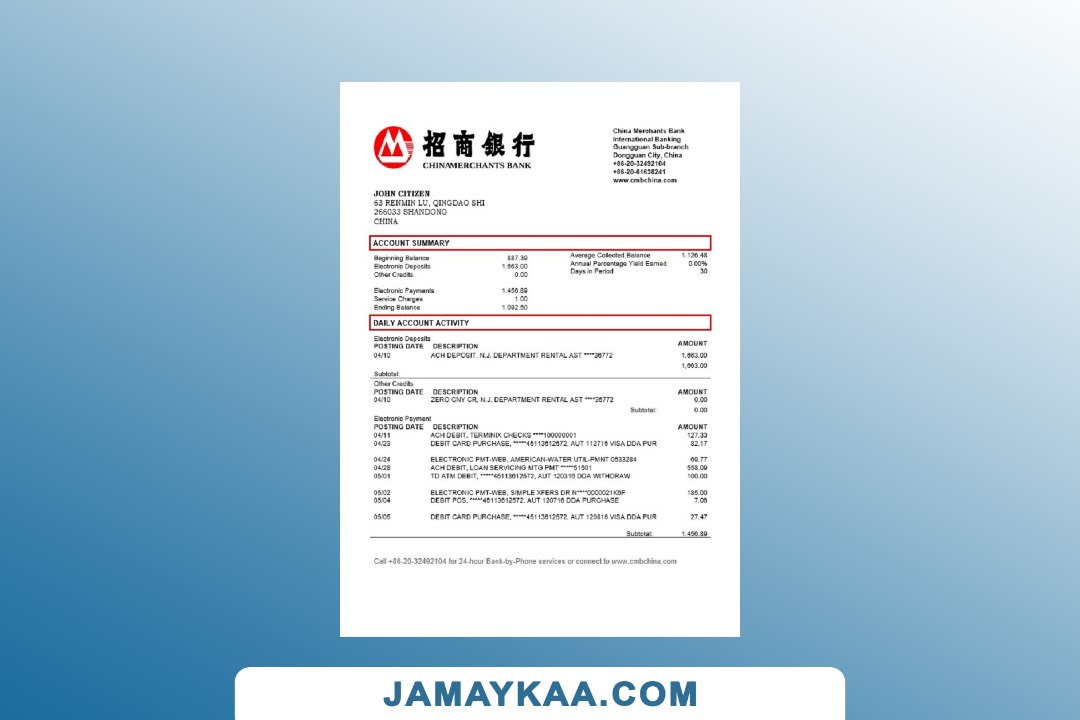 招商銀行
CHINAMERCHANTS BANK
China Merchants Bank
International Banking
Guangguan Sub-branch
Dongguan City, China
+86-20-32492104
+86-20-61638241
www.cmbchina.com
JOHN CITIZEN
63 RENMIN LU, QINGDAO SHI
266033 SHANDONG
CHINA
ACCOUNT SUMMARY
Beginning Balance 887.39
Electronic Deposits 1,663.00
Other Credits 0.00
Electronic Payments 1,456.89
Service Charges 1.00
Ending Balance 1,092.50
Average Collected Balance 1,126.48
Annual Percentage Yield Earned 0.00%
Days in Period 30
DAILY ACCOUNT ACTIVITY
Electronic Deposits
POSTING DATE DESCRIPTION AMOUNT
04/10 ACH DEPOSIT, N.J. DEPARTMENT RENTAL AST ****36772 1,663.00
1,663.00
Subtotal:
Other Credits
POSTING DATE DESCRIPTION AMOUNT
04/10 ZERO CNY CR, N.J. DEPARTMENT RENTAL AST ****36772 0.00
Subtotal: 0.00
Electronic Payment
POSTING DATE DESCRIPTION AMOUNT
04/11 ACH DEBIT, TERMINIX CHECKS ****100000001 127.33
04/23 DEBIT CARD PURCHASE, *****45113612572, AUT 112716 VISA DDA PUR 82.17
04/24 ELECTRONIC PMT-WEB, AMERICAN-WATER UTIL-PMNT 0533284 69.77
04/28 ACH DEBIT, LOAN SERVICING MTG PMT *****51501 558.09
05/01 TD ATM DEBIT, *****45113612572, AUT 120316 DDA WITHDRAW 100.00
05/02 ELECTRONIC PMT-WEB, SIMPLE XFERS DR N****0000021K9F 185.00
05/04 DEBIT POS, *****45113612572, AUT 120716 DDA PURCHASE 7.06
05/05 DEBIT CARD PURCHASE, *****45113612572, AUT 120816 VISA DDA PUR 27.47
Subtotal: 1,456.89
Call +86-20-32492104 for 24-hour Bank-by-Phone services or connect to www.cmbchina.com
JAMAYKAA.COM